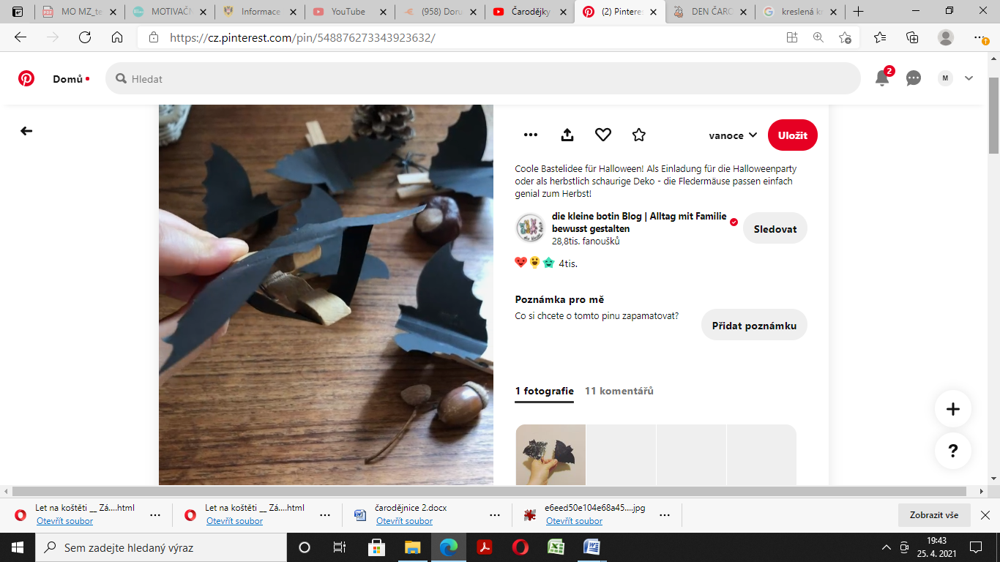 MO MZ_te
MOTIVAČN
Informace
YouTube
(958) Doru
Čarodějky
(2) Pinteres
DEN ČARO
kreslená kr
https://cz.pinterest.com/pin/548876273343923632/
Domů
Hledat
2
M
vanoce
Uložit
Coole Bastelidee für Halloween! Als Einladung für die Halloweenparty
oder als herbstlich schaurige Deko - die Fledermäuse passen einfach
genial zum Herbst!
die kleine botin Blog | Alltag mit Familie
bewusst gestalten
28,8tis. fanoušků
Sledovat
4tis.
Poznámka pro mě
Co si chcete o tomto pinu zapamatovat?
Přidat poznámku
1 fotografie
11 komentářů
+
?
Let na koštěti __ Zá....html
Otevřít soubor
Let na koštěti __ Zá....html
Otevřít soubor
čarodějnice 2.docx
Otevřít soubor
e6eed50e104e68a45....jpg
Otevřít soubor
Zobrazit vše
Sem zadejte hledaný výraz
19:43
25. 4. 2021